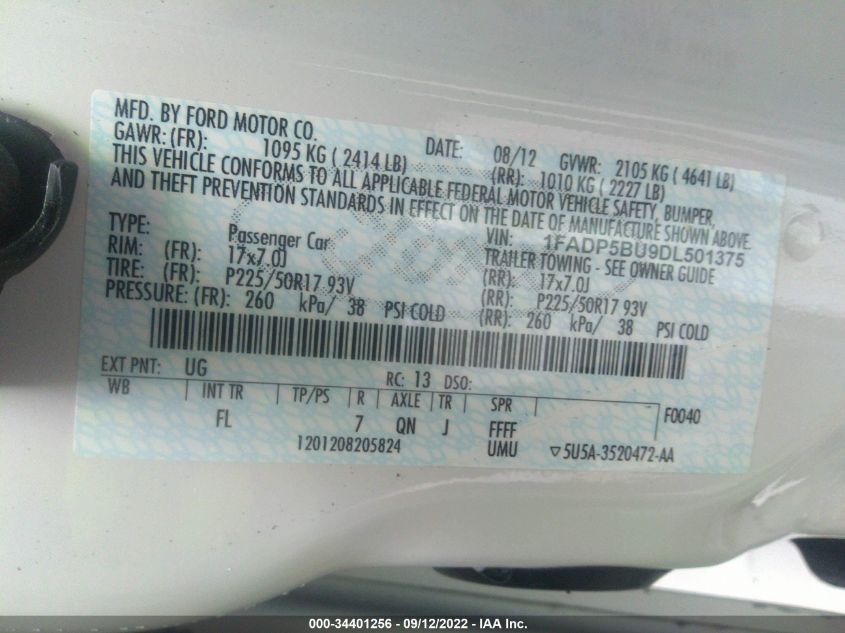 MFD. BY FORD MOTOR CO. DATE: 08/12 GVWR: 2105 KG ( 4641 LB)
GAWR: (FR): 1095 KG ( 2414 LB) (RR): 1010 KG ( 2227 LB)
THIS VEHICLE CONFORMS TO ALL APPLICABLE FEDERAL MOTOR VEHICLE SAFETY, BUMPER,
AND THEFT PREVENTION STANDARDS IN EFFECT ON THE DATE OF MANUFACTURE SHOWN ABOVE.
VIN: 1FADP5BU9DL501375
TYPE: Passenger Car TRAILER TOWING - SEE OWNER GUIDE
RIM: (FR): 17x7.0J (RR): 17x7.0J
TIRE: (FR): P225/50R17 93V (RR): P225/50R17 93V
PRESSURE: (FR): 260 kPa/ 38 PSI COLD (RR): 260 kPa/ 38 PSI COLD
EXT PNT: UG RC: 13 DSO:
WB INT TR TP/PS R AXLE TR SPR F0040
FL 7 QN J FFFF
1201208205824 UMU ▽5U5A-3520472-AA
000-34401256 - 09/12/2022 - IAA Inc.